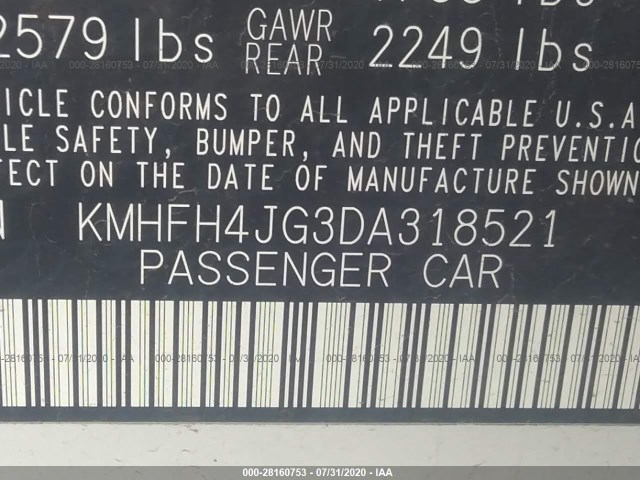 2579 lbs GAWR REAR 2249 lbs
ICLE CONFORMS TO ALL APPLICABLE U.S.A
LE SAFETY, BUMPER, AND THEFT PREVENTIO
ECT ON THE DATE OF MANUFACTURE SHOWN
N KMHFH4JG3DA318521
PASSENGER CAR
000-28160753 - 07/31/2020 - IAA